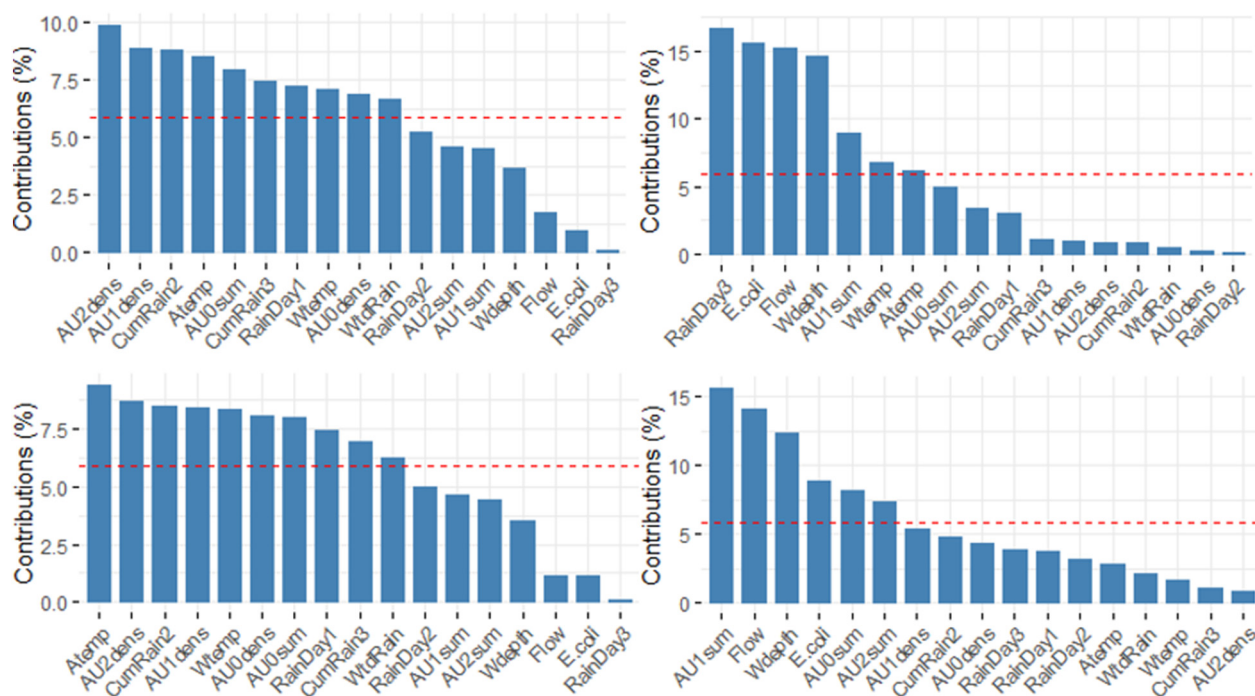 Contributions (%)
10.0
7.5
5.0
2.5
0.0
AU2dens
AU1dens
CumRain2
Atemp
AU0sum
CumRain3
RainDay1
Wtemp
AU0dens
WtdRain
RainDay2
AU2sum
AU1sum
Wdepth
Flow
E.coli
RainDay3
Contributions (%)
15
10
5
0
RainDay3
E.coli
Flow
Wdepth
AU1sum
Wtemp
Atemp
AU0sum
AU2sum
RainDay1
CumRain3
AU1dens
AU2dens
CumRain2
WtdRain
AU0dens
RainDay2
Contributions (%)
7.5
5.0
2.5
0.0
Atemp
AU2dens
CumRain2
AU1dens
Wtemp
AU0dens
AU0sum
RainDay1
CumRain3
WtdRain
RainDay2
AU1sum
AU2sum
Wdepth
Flow
E.coli
RainDay3
Contributions (%)
15
10
5
0
AU1sum
Flow
Wdepth
E.coli
AU0sum
AU2sum
AU1dens
CumRain2
AU0dens
RainDay3
RainDay1
RainDay2
Atemp
WtdRain
Wtemp
CumRain3
AU2dens